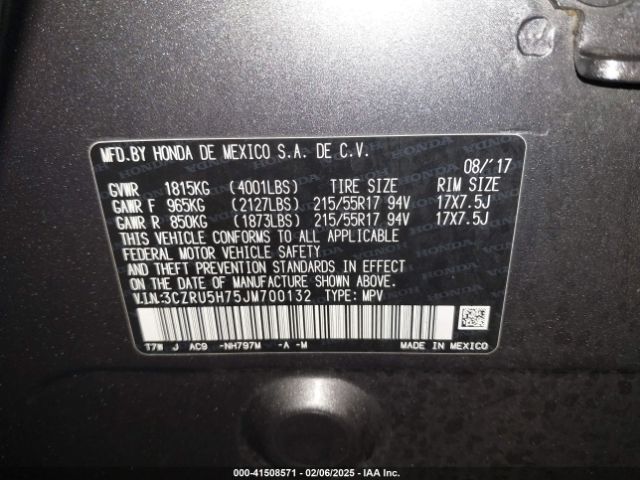 MFD.BY HONDA DE MEXICO S.A. DE C.V.
08/'17
GVWR 1815KG (4001LBS) TIRE SIZE RIM SIZE
GAWR F 965KG (2127LBS) 215/55R17 94V 17X7.5J
GAWR R 850KG (1873LBS) 215/55R17 94V 17X7.5J
THIS VEHICLE CONFORMS TO ALL APPLICABLE
FEDERAL MOTOR VEHICLE SAFETY
AND THEFT PREVENTION STANDARDS IN EFFECT
ON THE DATE OF MANUFACTURE SHOWN ABOVE.
V.I.N:3CZRU5H75JM700132 TYPE: MPV
T7W J AC9 -NH797M -A -M MADE IN MEXICO
000-41508571 | 02/06/2025 | IAA Inc.